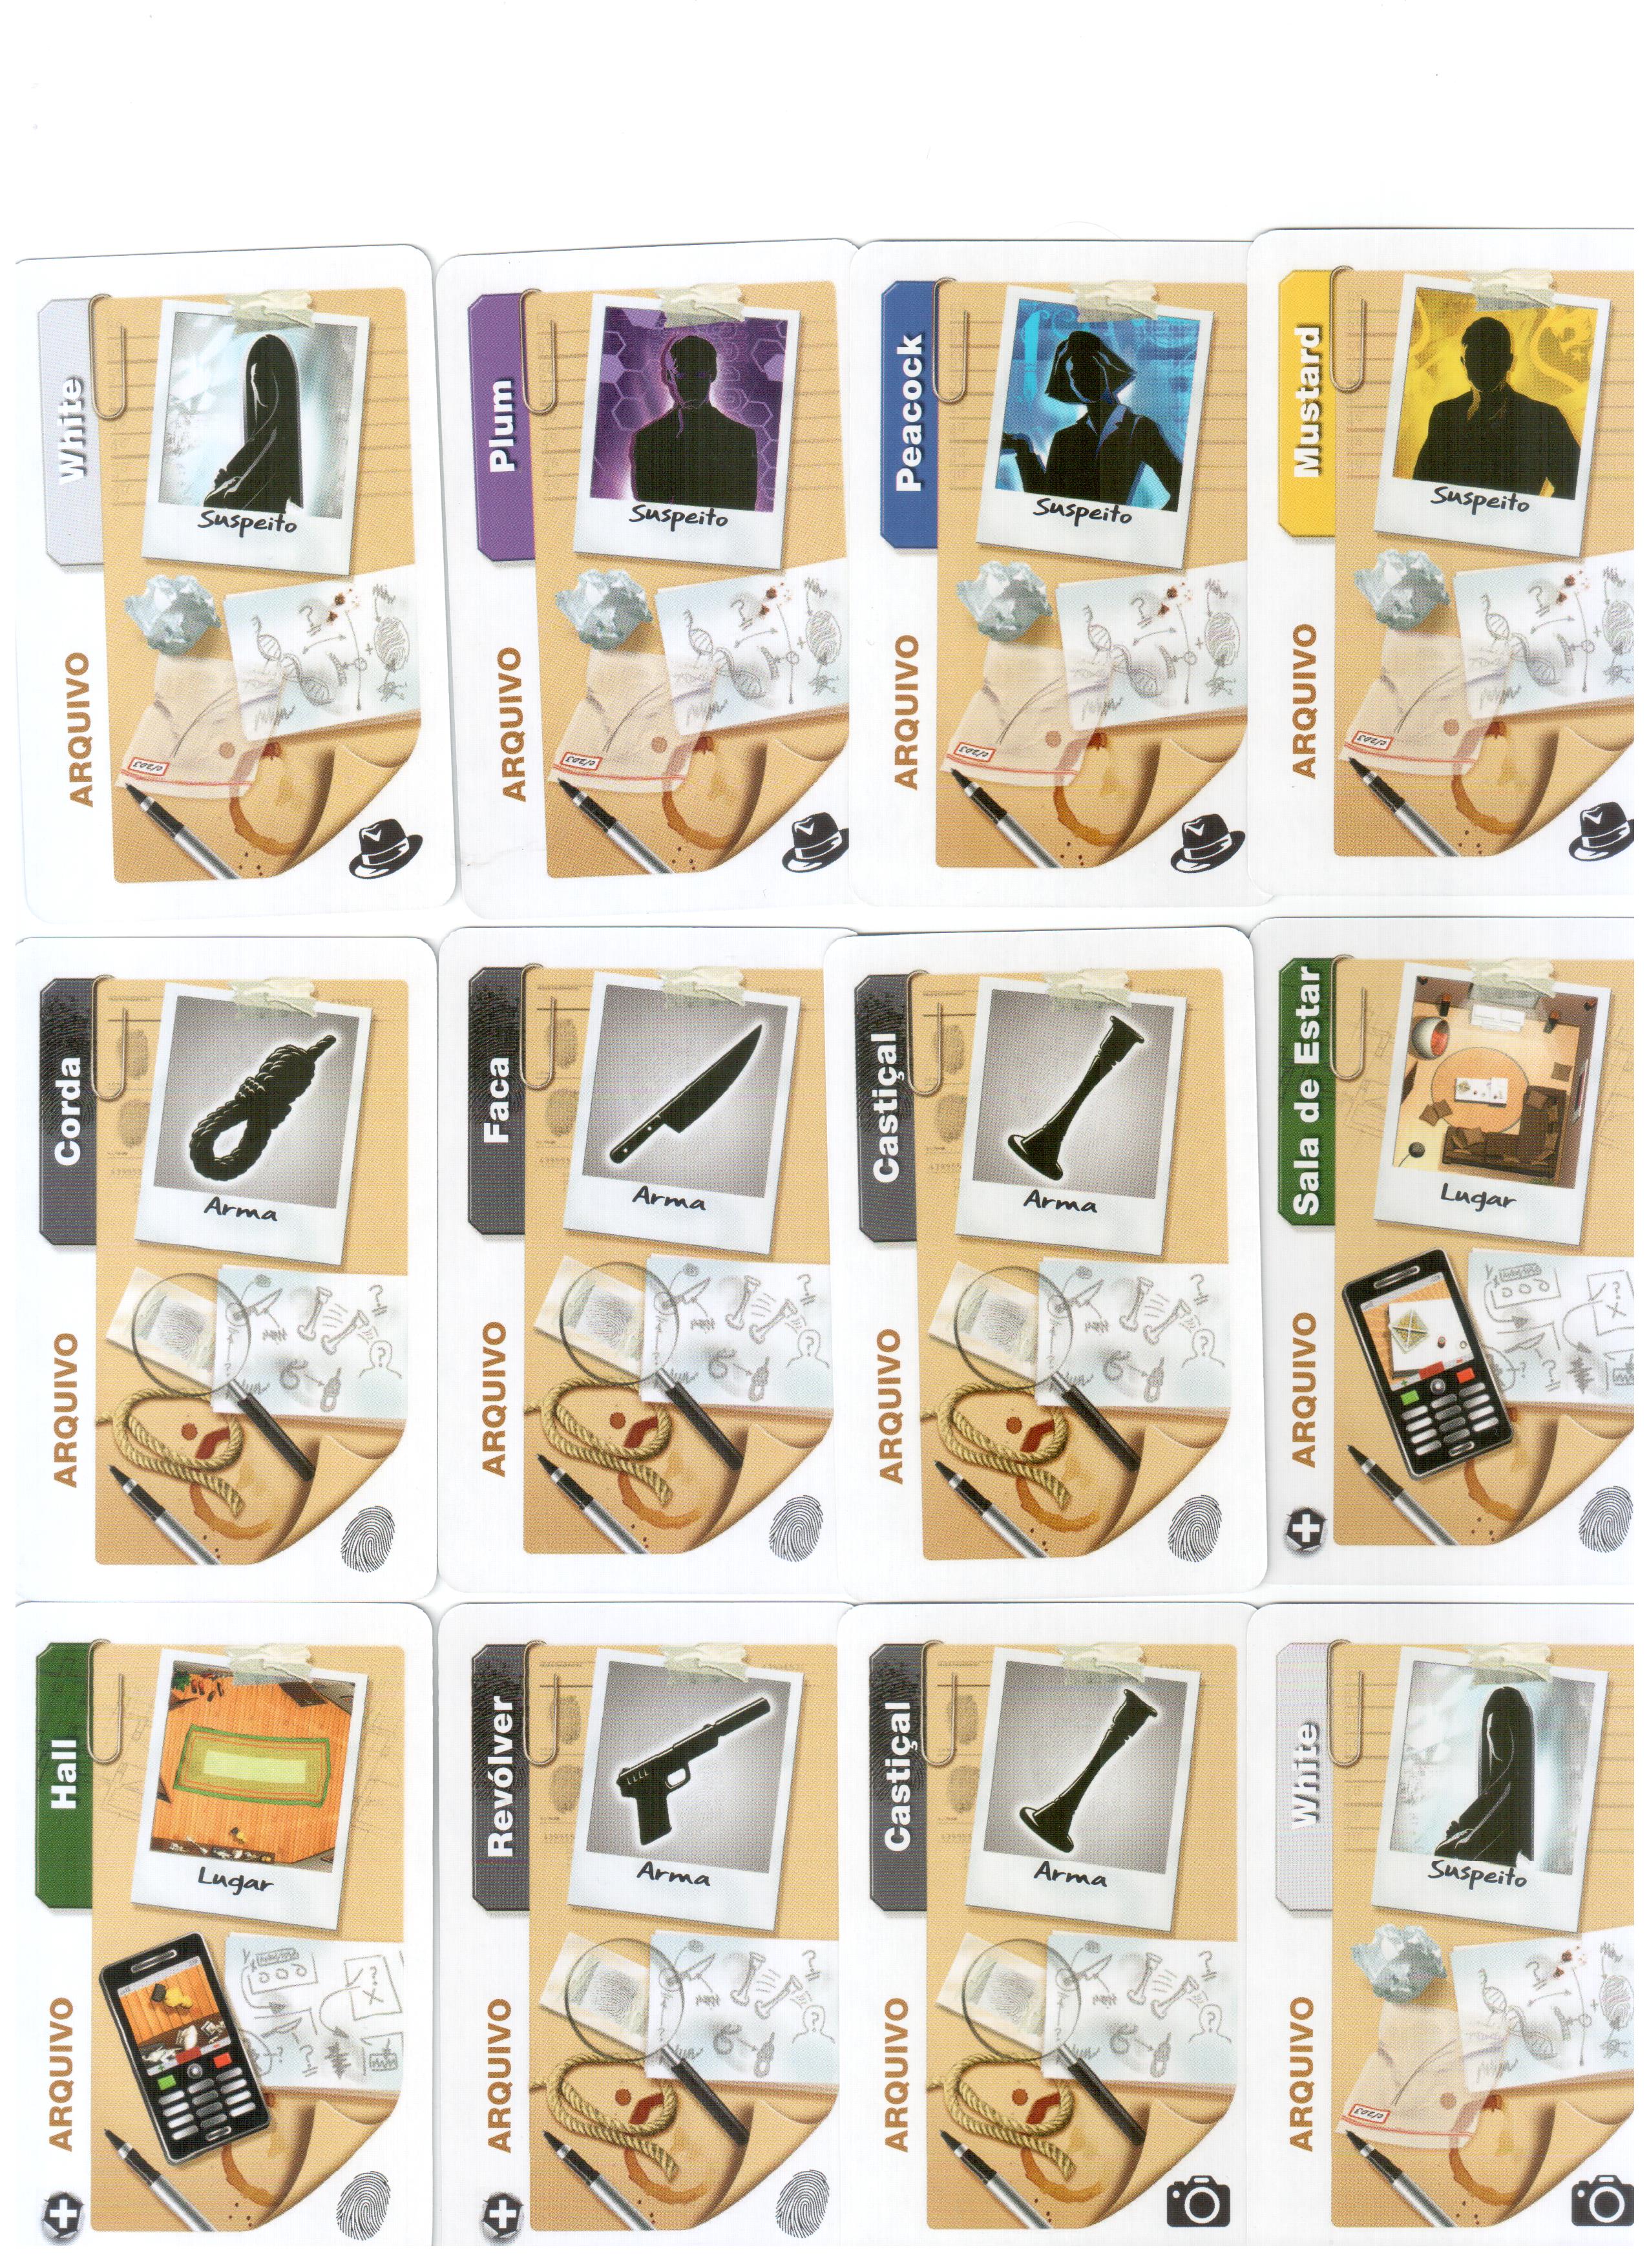 White
Suspeito
ARQUIVO
Plum
Suspeito
ARQUIVO
Peacock
Suspeito
ARQUIVO
Mustard
Suspeito
ARQUIVO
Corda
Arma
ARQUIVO
Faca
Arma
ARQUIVO
Castiçal
Arma
ARQUIVO
Sala de Estar
Lugar
ARQUIVO
Hall
Lugar
ARQUIVO
Revólver
Arma
ARQUIVO
Castiçal
Arma
ARQUIVO
White
Suspeito
ARQUIVO